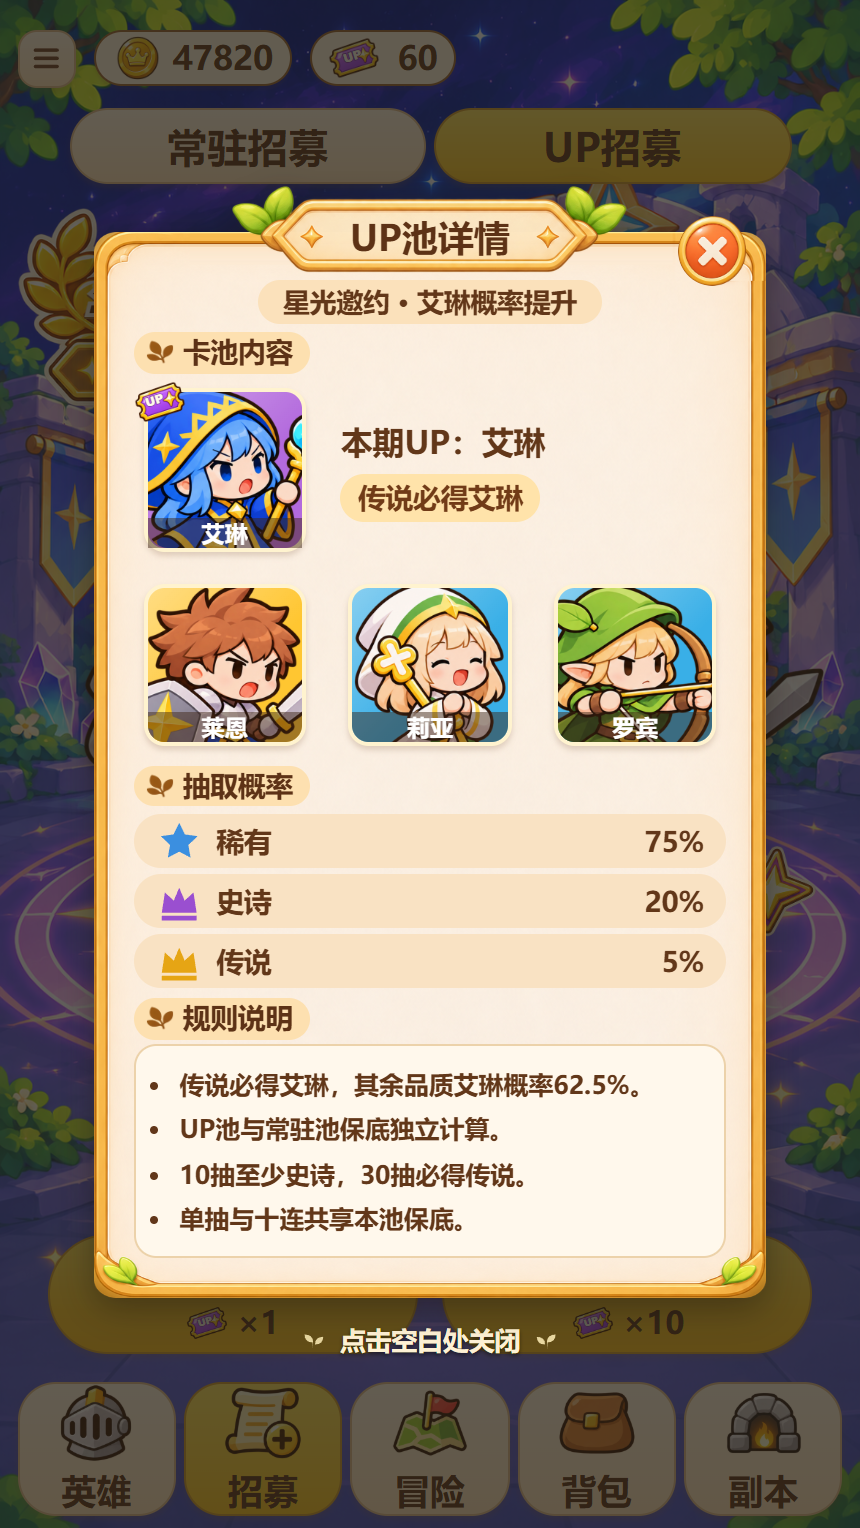 47820
UP
60
常驻招募
UP招募
UP池详情
星光邀约·艾琳概率提升
卡池内容
UP
艾琳
本期UP：艾琳
传说必得艾琳
莱恩
莉亚
罗宾
抽取概率
稀有 75%
史诗 20%
传说 5%
规则说明
• 传说必得艾琳，其余品质艾琳概率62.5%。
• UP池与常驻池保底独立计算。
• 10抽至少史诗，30抽必得传说。
• 单抽与十连共享本池保底。
UP ×1
UP ×10
点击空白处关闭
英雄
招募
冒险
背包
副本